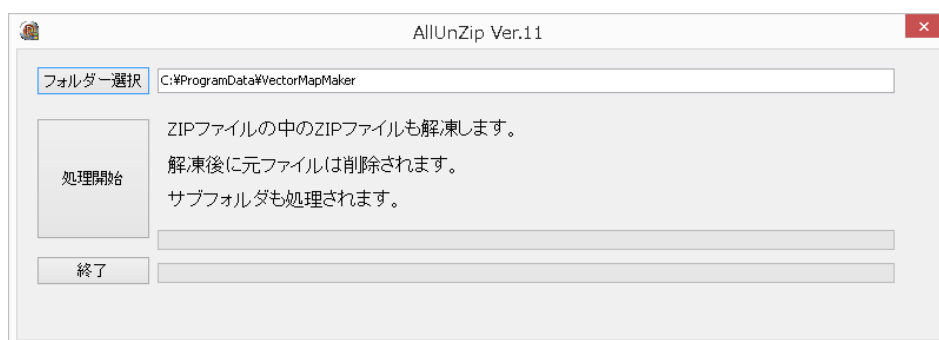 AllUnZip Ver.11
フォルダー選択
C:¥ProgramData¥VectorMapMaker
処理開始
ZIPファイルの中のZIPファイルも解凍します。
解凍後に元ファイルは削除されます。
サブフォルダも処理されます。
終了